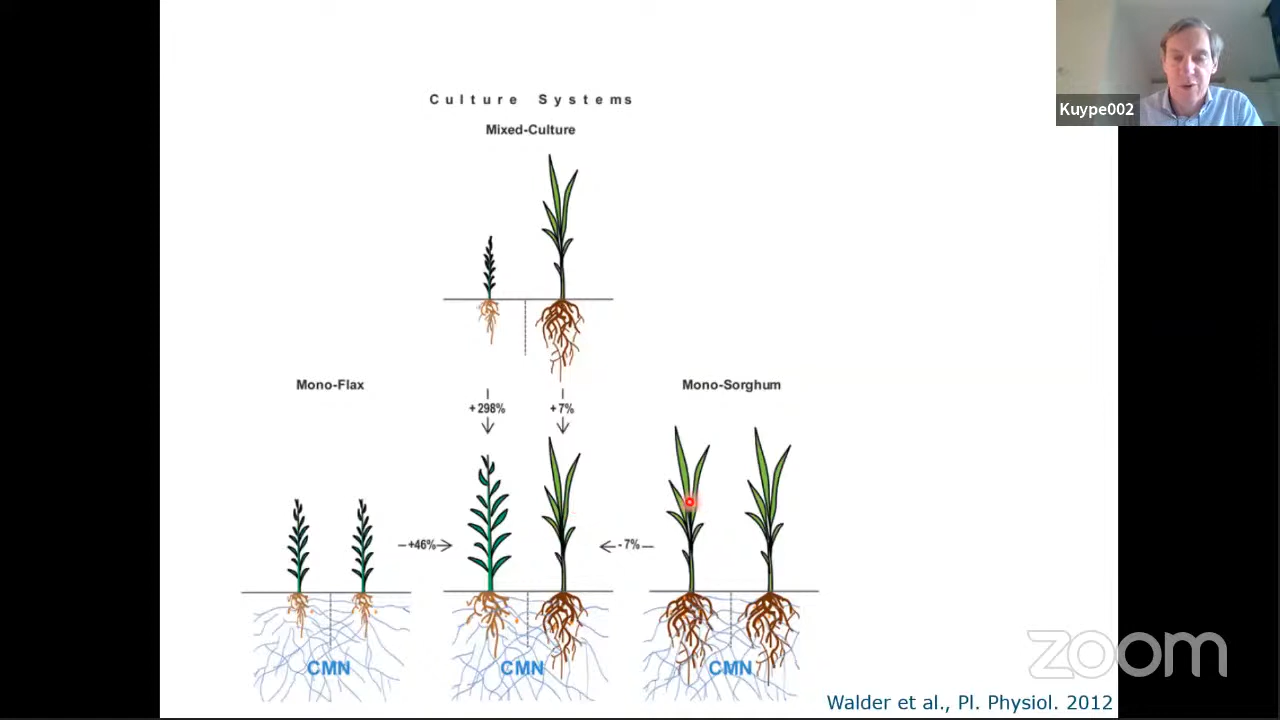 Kuype002
Culture Systems
Mixed-Culture
Mono-Flax
Mono-Sorghum
+298%
+7%
+46%
-7%
CMN
CMN
CMN
zoom
Walder et al., Pl. Physiol. 2012